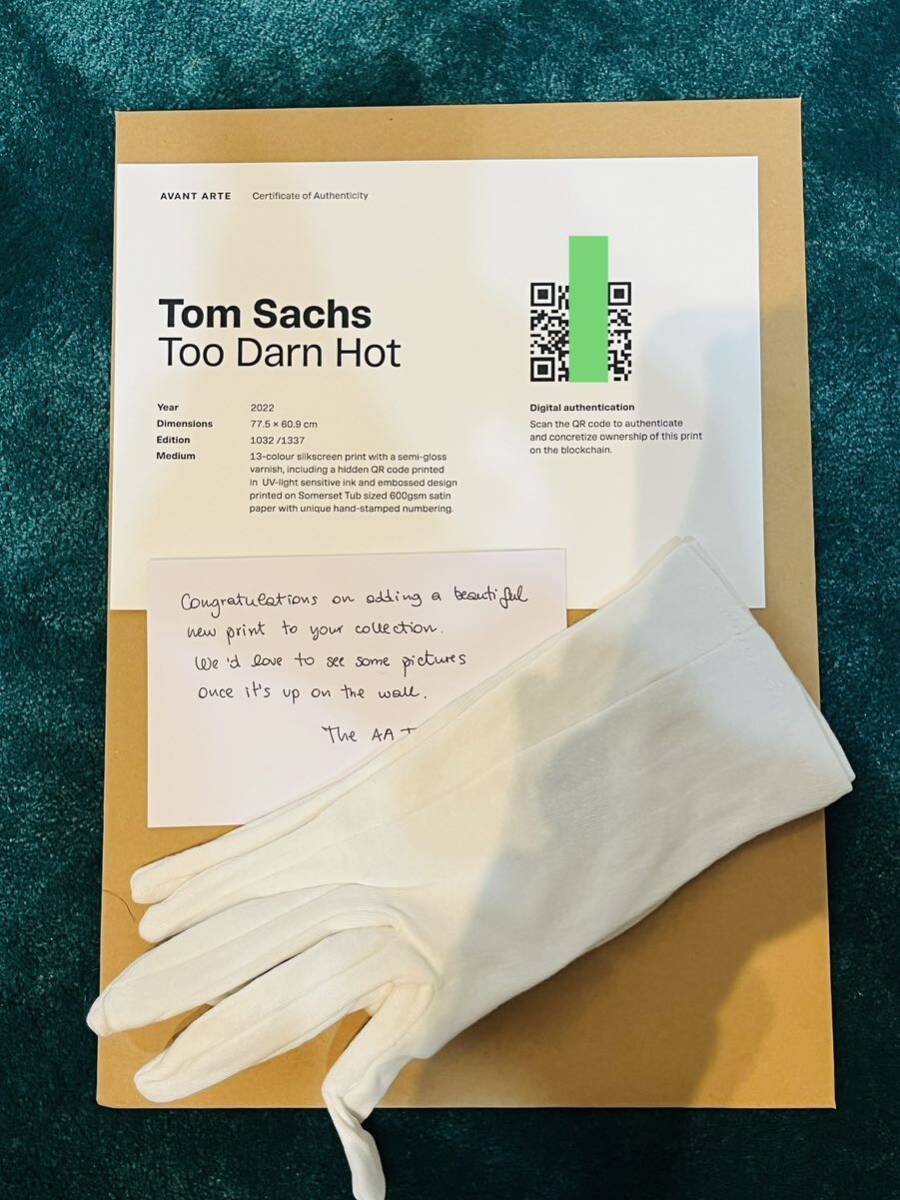 AVANT ARTE Certificate of Authenticity
Tom Sachs
Too Darn Hot
Year 2022
Dimensions 77.5 × 60.9 cm
Edition 1032 /1337
Medium 13-colour silkscreen print with a semi-gloss
varnish, including a hidden QR code printed
in UV-light sensitive ink and embossed design
printed on Somerset Tub sized 600gsm satin
paper with unique hand-stamped numbering.
Digital authentication
Scan the QR code to authenticate
and concretize ownership of this print
on the blockchain.
Congratulations on adding a beautiful
new print to your collection.
We'd love to see some pictures
once it's up on the wall.
The AA